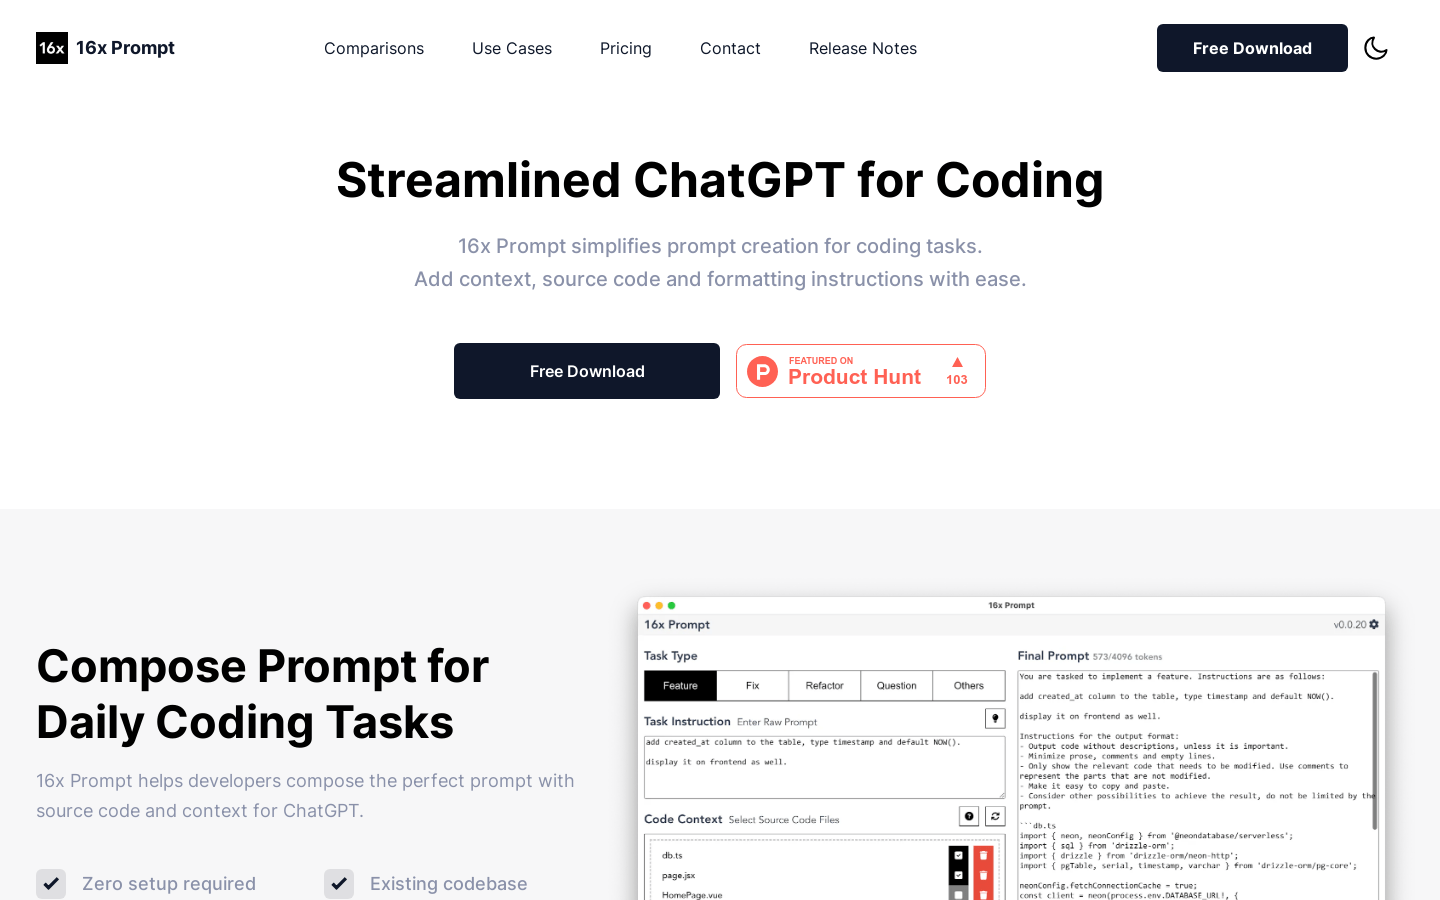 16x 16x Prompt
Comparisons
Use Cases
Pricing
Contact
Release Notes
Free Download
Streamlined ChatGPT for Coding
16x Prompt simplifies prompt creation for coding tasks.
Add context, source code and formatting instructions with ease.
Free Download
P
FEATURED ON
Product Hunt
103
Compose Prompt for
Daily Coding Tasks
16x Prompt helps developers compose the perfect prompt with
source code and context for ChatGPT.
Zero setup required
Existing codebase
16x Prompt
16x Prompt
v0.0.20
Task Type
Feature
Fix
Refactor
Question
Others
Task Instruction Enter Raw Prompt
add created_at column to the table, type timestamp and default NOW().
display it on frontend as well.
Code Context Select Source Code Files
db.ts
page.jsx
HomePage.vue
Final Prompt 573/4096 tokens
You are tasked to implement a feature. Instructions are as follows:
add created_at column to the table, type timestamp and default NOW().
display it on frontend as well.
Instructions for the output format:
- Output code without descriptions, unless it is important.
- Minimize prose, comments and empty lines.
- Only show the relevant code that needs to be modified. Use comments to
represent the parts that are not modified.
- Make it easy to copy and paste.
- Consider other possibilities to achieve the result, do not be limited by the
prompt.
```db.ts
import { neon, neonConfig } from '@neondatabase/serverless';
import { sql } from 'drizzle-orm';
import { drizzle } from 'drizzle-orm/neon-http';
import { pgTable, serial, timestamp, varchar } from 'drizzle-orm/pg-core';
neonConfig.fetchConnectionCache = true;
const client = neon(process.env.DATABASE_URL!, {